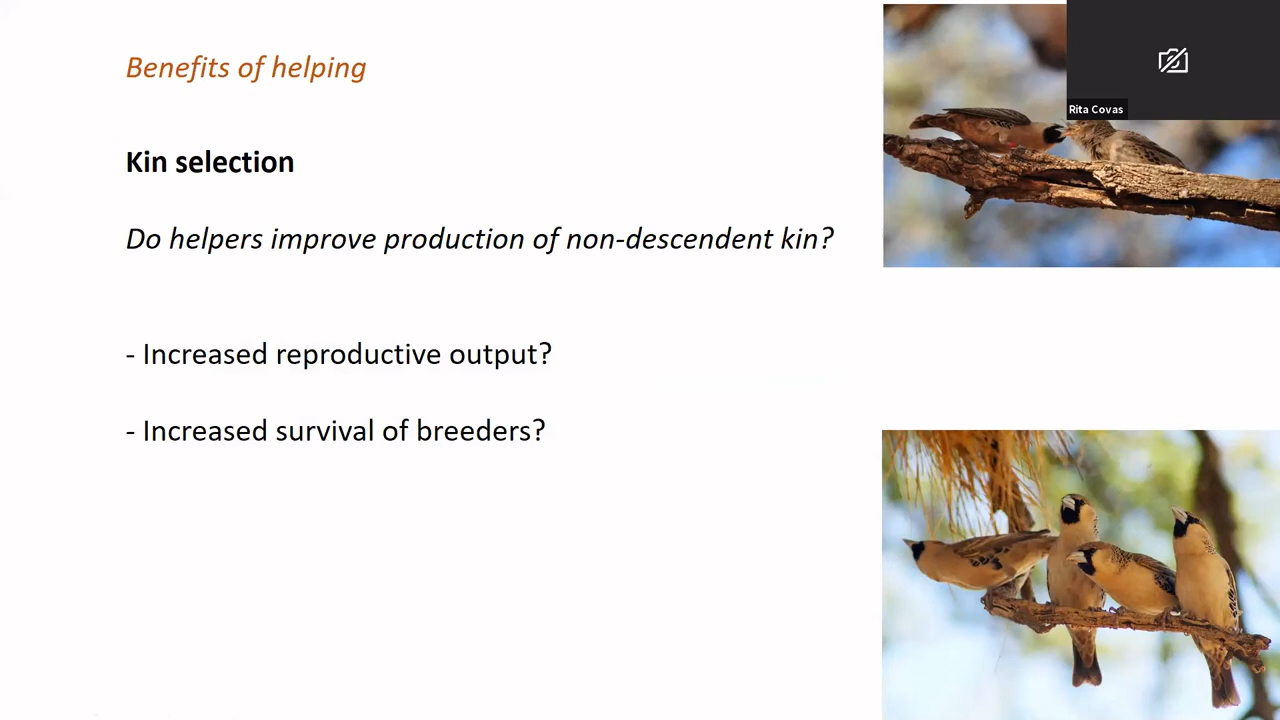 Benefits of helping
Rita Covas
Kin selection
Do helpers improve production of non-descendent kin?
- Increased reproductive output?
- Increased survival of breeders?